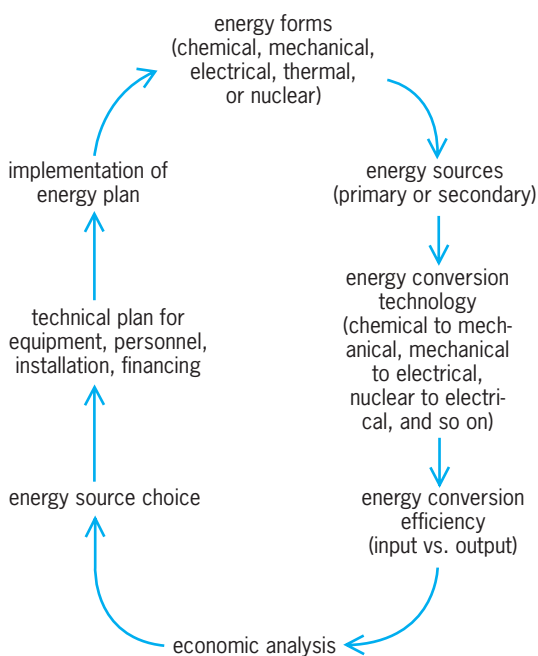 energy forms
(chemical, mechanical,
electrical, thermal,
or nuclear)
energy sources
(primary or secondary)
energy conversion
technology
(chemical to mech-
anical, mechanical
to electrical,
nuclear to electri-
cal, and so on)
energy conversion
efficiency
(input vs. output)
economic analysis
energy source choice
technical plan for
equipment, personnel,
installation, financing
implementation of
energy plan